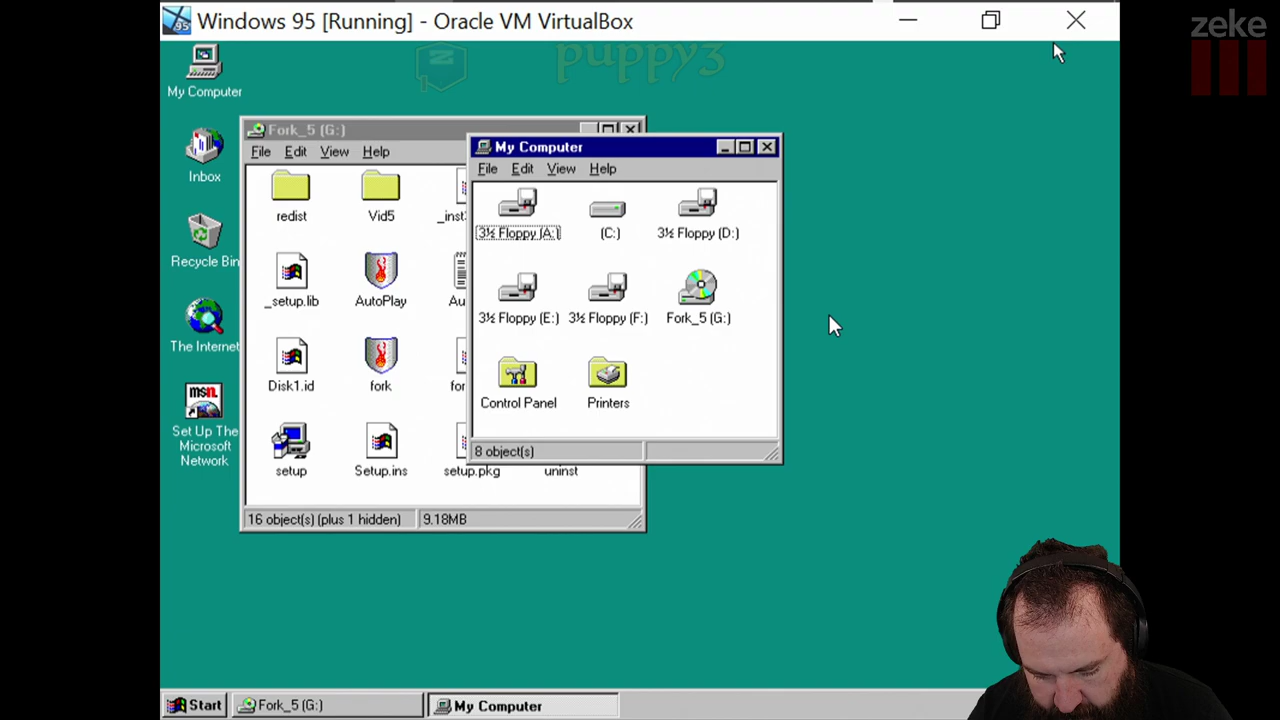 Windows 95 [Running] - Oracle VM VirtualBox
zeke
puppy3
My Computer
Inbox
Recycle Bin
The Internet
Set Up The
Microsoft
Network
Fork_5 (G:)
File Edit View Help
redist
Vid5
_setup.lib
AutoPlay
Disk1.id
fork
setup
Setup.ins
setup.pkg
uninst
16 object(s) (plus 1 hidden)
9.18MB
My Computer
File Edit View Help
3½ Floppy (A:)
(C:)
3½ Floppy (D:)
3½ Floppy (E:)
3½ Floppy (F:)
Fork_5 (G:)
Control Panel
Printers
8 object(s)
Start
Fork_5 (G:)
My Computer